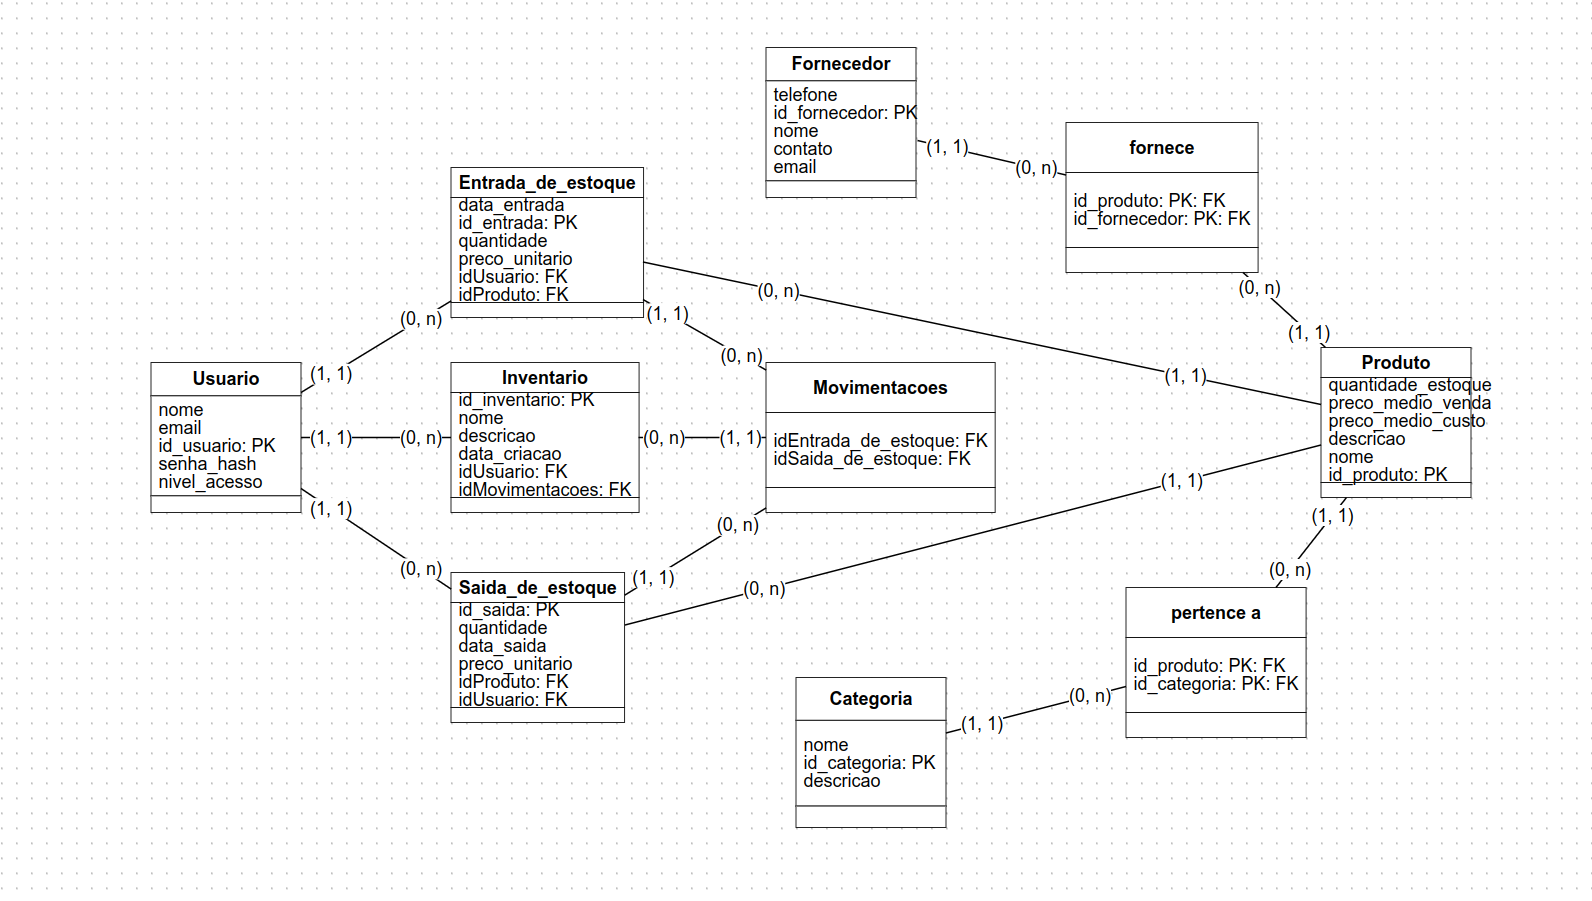 Fornecedor
telefone
id_fornecedor: PK
nome
contato
email
(1, 1)
(0, n)
fornece
id_produto: PK: FK
id_fornecedor: PK: FK
Entrada_de_estoque
data_entrada
id_entrada: PK
quantidade
preco_unitario
idUsuario: FK
idProduto: FK
(0, n)
(1, 1)
(0, n)
(1, 1)
(0, n)
(1, 1)
(1, 1)
(0, n)
(0, n)
(1, 1)
Usuario
nome
email
id_usuario: PK
senha_hash
nivel_acesso
(1, 1)
(0, n)
Inventario
id_inventario: PK
nome
descricao
data_criacao
idUsuario: FK
idMovimentacoes: FK
(0, n)
(1, 1)
Movimentacoes
idEntrada_de_estoque: FK
idSaida_de_estoque: FK
Produto
quantidade_estoque
preco_medio_venda
preco_medio_custo
descricao
nome
id_produto: PK
(1, 1)
(0, n)
(0, n)
(1, 1)
(1, 1)
(0, n)
(1, 1)
(0, n)
Saida_de_estoque
id_saida: PK
quantidade
data_saida
preco_unitario
idProduto: FK
idUsuario: FK
pertence a
id_produto: PK: FK
id_categoria: PK: FK
Categoria
nome
id_categoria: PK
descricao
(1, 1)
(0, n)